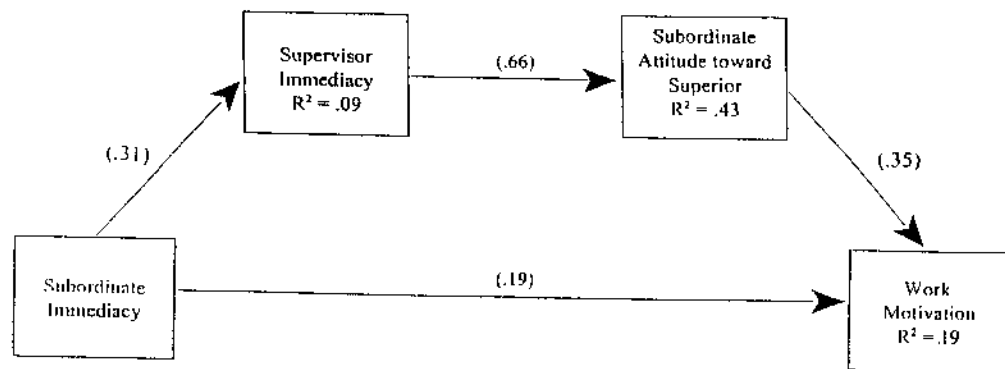 Supervisor
Immediacy
R² = .09
(.66)
Subordinate
Attitude toward
Superior
R² = .43
(.31)
(.35)
Subordinate
Immediacy
(.19)
Work
Motivation
R² = .19